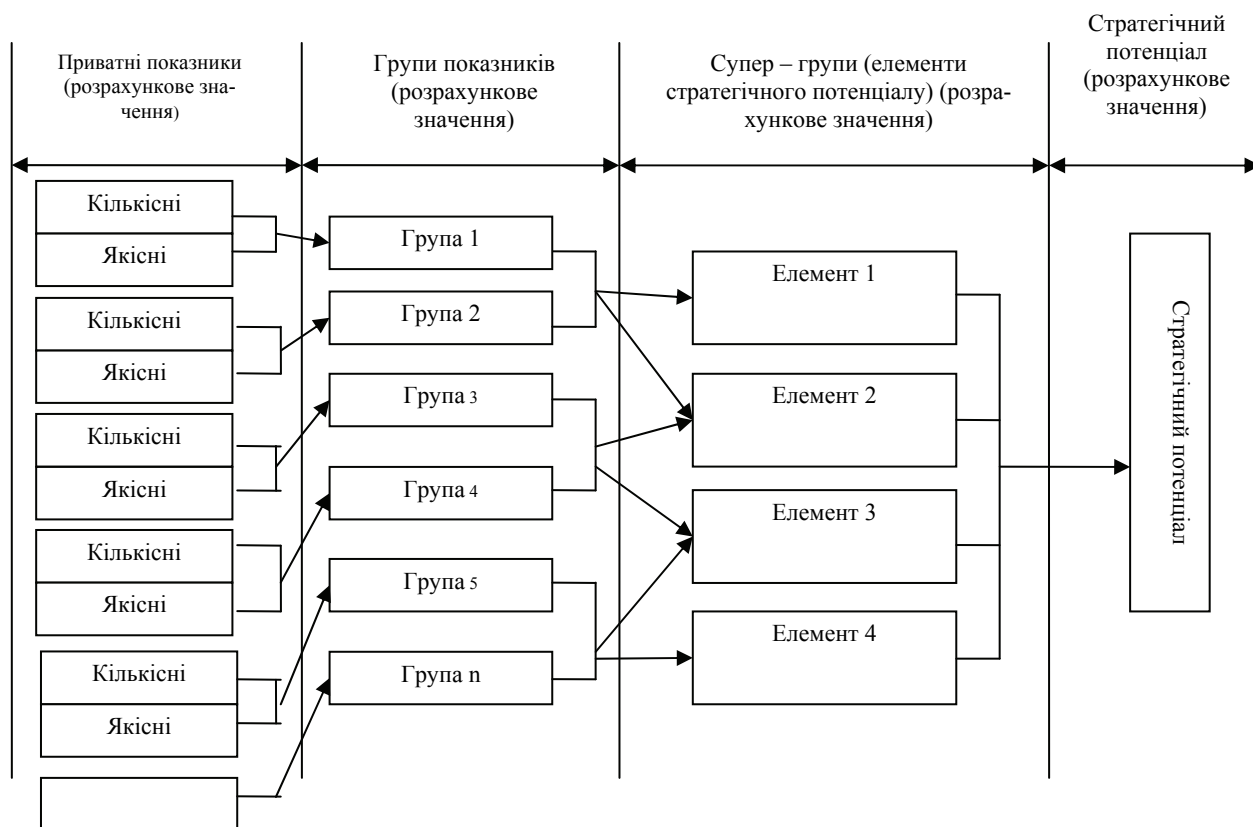 Приватні показники
(розрахункове зна-
чення)
Групи показників
(розрахункове
значення)
Супер – групи (елементи
стратегічного потенціалу) (розра-
хункове значення)
Стратегічний
потенціал
(розрахункове
значення)
Кількісні
Якісні
Кількісні
Якісні
Кількісні
Якісні
Кількісні
Якісні
Кількісні
Якісні
Група 1
Група 2
Група 3
Група 4
Група 5
Група n
Елемент 1
Елемент 2
Елемент 3
Елемент 4
Стратегічний потенціал